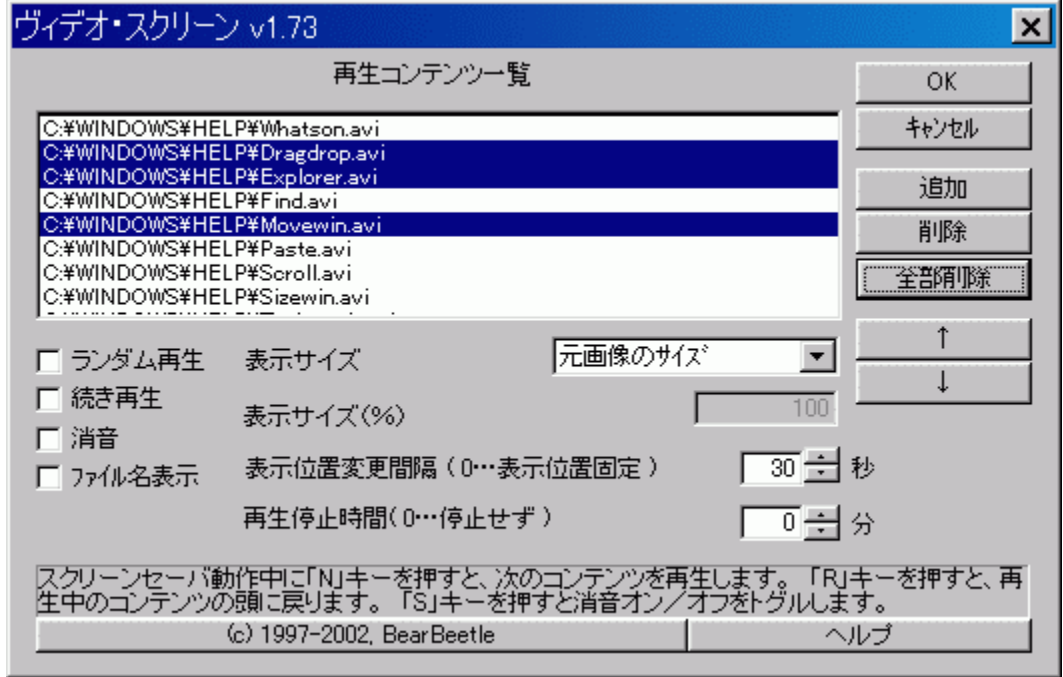 ヴィデオ・スクリーン v1.73
再生コンテンツ一覧
C:¥WINDOWS¥HELP¥Whatson.avi
C:¥WINDOWS¥HELP¥Dragdrop.avi
C:¥WINDOWS¥HELP¥Explorer.avi
C:¥WINDOWS¥HELP¥Find.avi
C:¥WINDOWS¥HELP¥Movewin.avi
C:¥WINDOWS¥HELP¥Paste.avi
C:¥WINDOWS¥HELP¥Scroll.avi
C:¥WINDOWS¥HELP¥Sizewin.avi
OK
キャンセル
追加
削除
全部削除
↑
↓
ランダム再生
続き再生
消音
ファイル名表示
表示サイズ 元画像のサイズ
表示サイズ(%) 100
表示位置変更間隔(0…表示位置固定) 30 秒
再生停止時間(0…停止せず) 0 分
スクリーンセーバ動作中に「N」キーを押すと、次のコンテンツを再生します。「R」キーを押すと、再
生中のコンテンツの頭に戻ります。「S」キーを押すと消音オン/オフをトグルします。
(c) 1997-2002, BearBeetle
ヘルプ